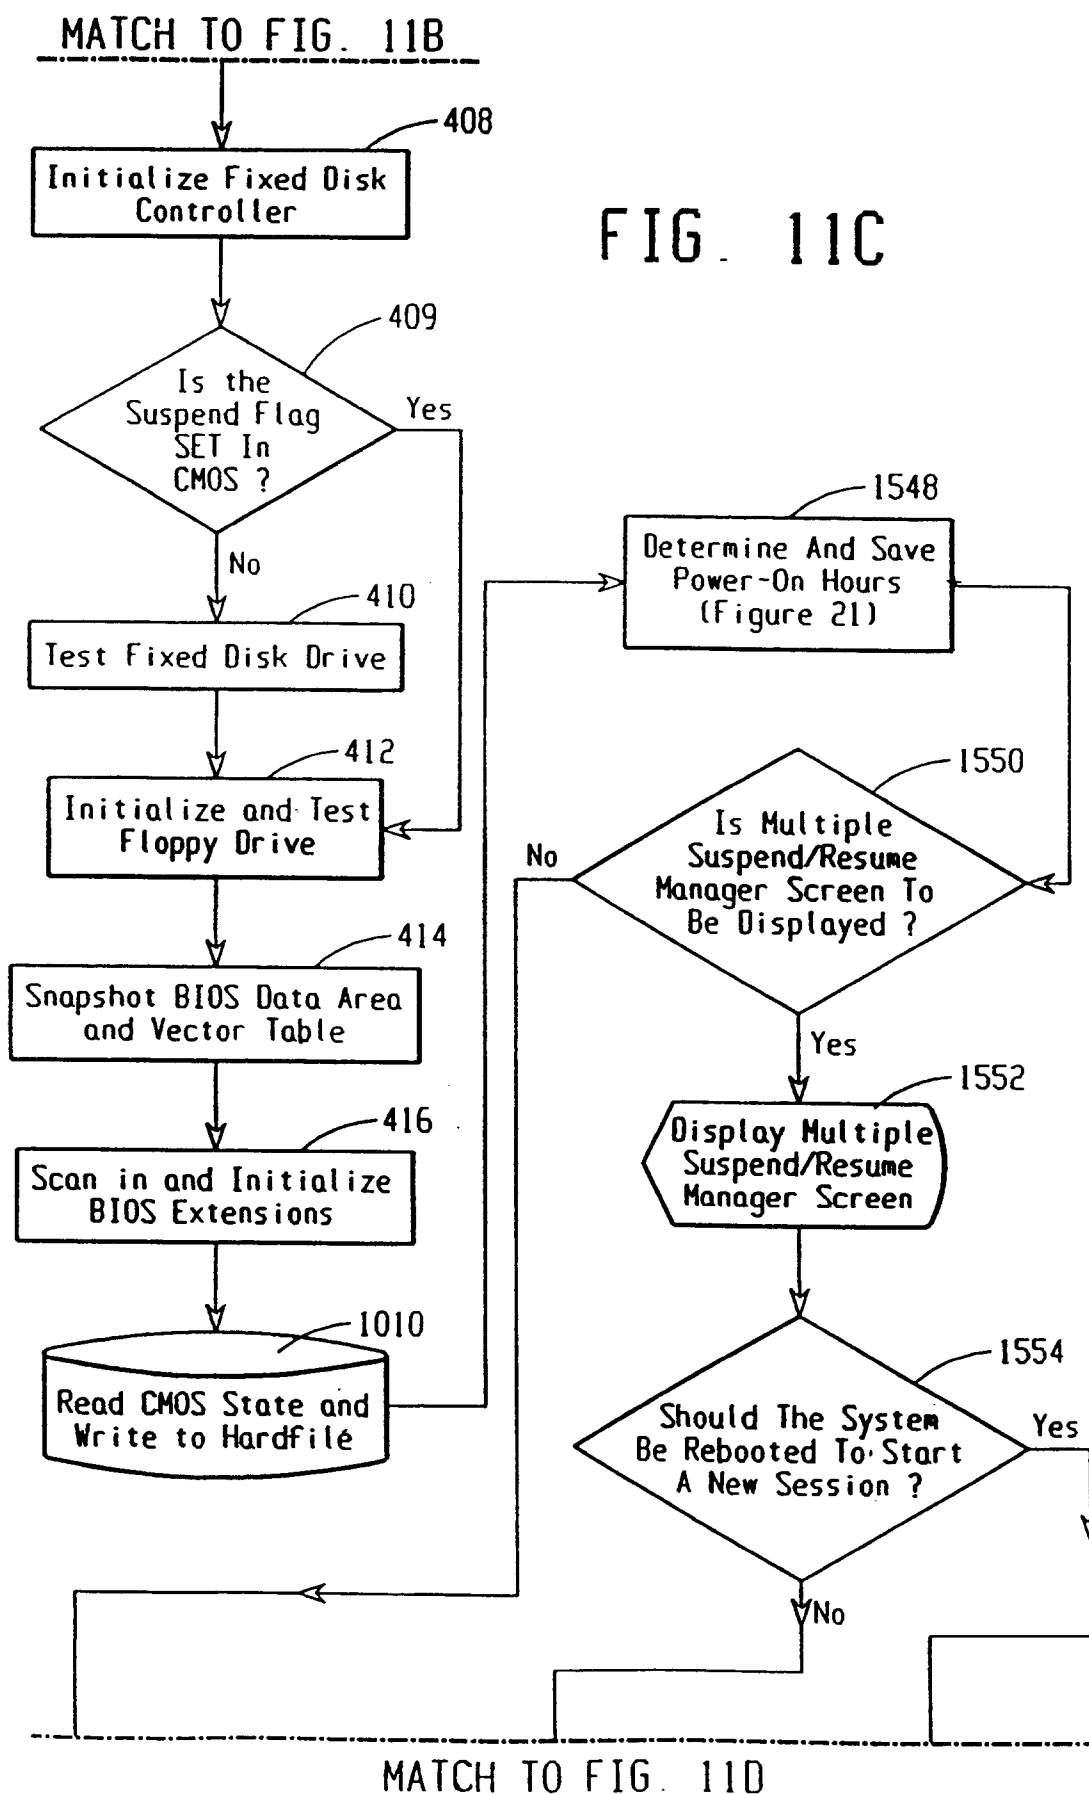 MATCH TO FIG. 11B
408
Initialize Fixed Disk
Controller
FIG. 11C
409
Is the
Suspend Flag
SET In
CMOS ?
Yes
No
410
Test Fixed Disk Drive
412
Initialize and Test
Floppy Drive
414
Snapshot BIOS Data Area
and Vector Table
416
Scan in and Initialize
BIOS Extensions
1010
Read CMOS State and
Write to Hardfile
1548
Determine And Save
Power-On Hours
(Figure 21)
1550
Is Multiple
Suspend/Resume
Manager Screen To
Be Displayed ?
No
Yes
1552
Display Multiple
Suspend/Resume
Manager Screen
1554
Should The System
Be Rebooted To Start
A New Session ?
Yes
No
MATCH TO FIG. 11D